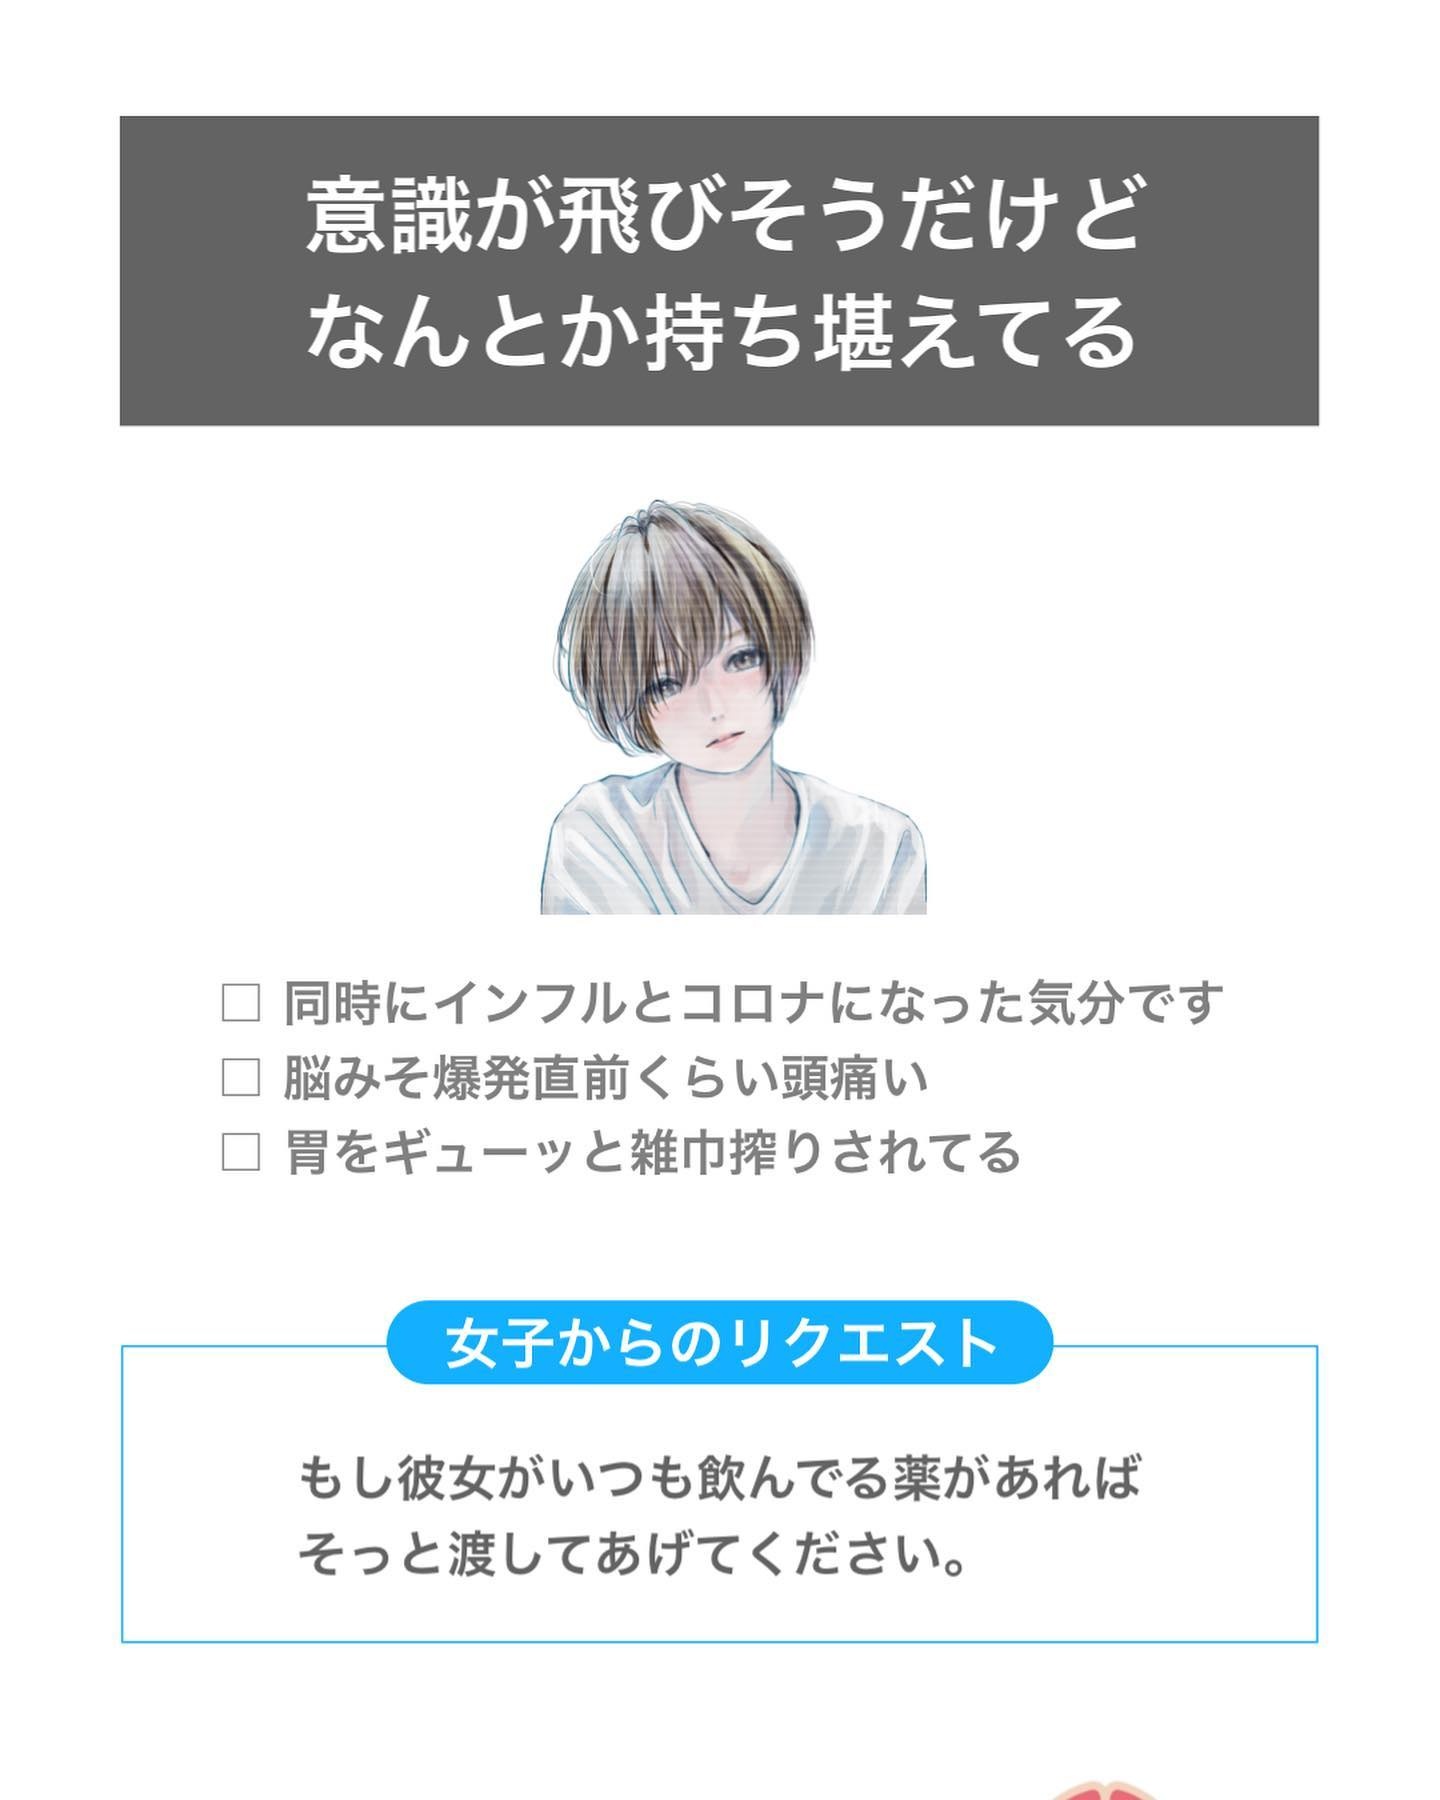 意識が飛びそうだけど
なんとか持ち堪えてる
□ 同時にインフルとコロナになった気分です
□ 脳みそ爆発直前くらい頭痛い
□ 胃をギューッと雑巾搾りされてる
女子からのリクエスト
もし彼女がいつも飲んでる薬があれば
そっと渡してあげてください。